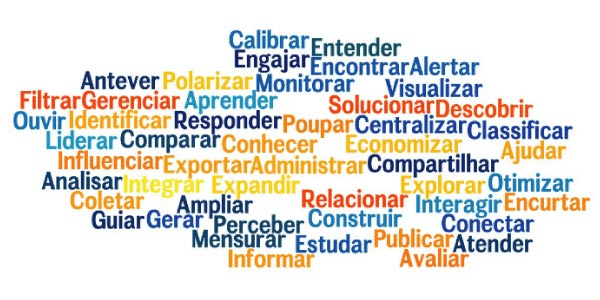 Calibrar Entender
Engajar Encontrar Alertar
Antever Polarizar Monitorar Visualizar
Filtrar Gerenciar Aprender Solucionar Descobrir
Ouvir Identificar Responder Poupar Centralizar Classificar
Liderar Comparar Conhecer Economizar Ajudar
Influenciar Exportar Administrar Compartilhar
Analisar Integrar Expandir Explorar Otimizar
Coletar Ampliar Relacionar Interagir Encurtar
Guiar Gerar Perceber Construir Conectar
Mensurar Estudar Publicar Atender
Informar Avaliar